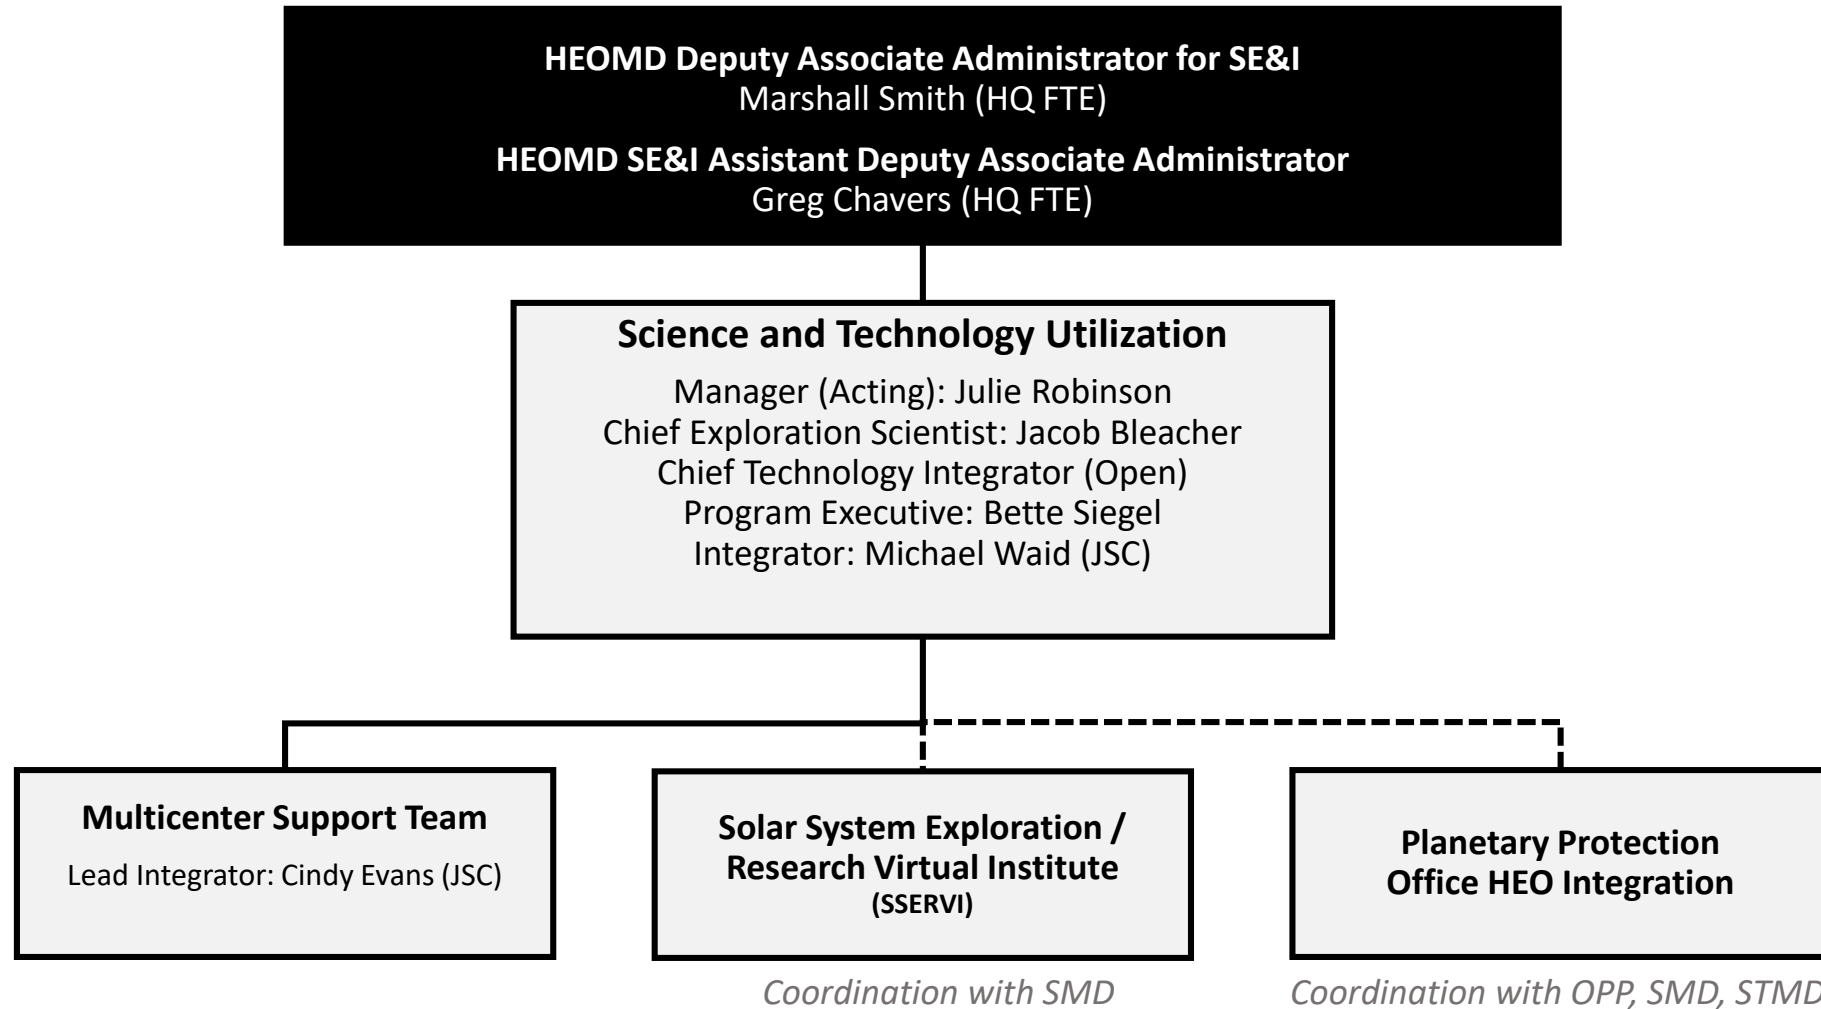 HEOMD Deputy Associate Administrator for SE&I
Marshall Smith (HQ FTE)
HEOMD SE&I Assistant Deputy Associate Administrator
Greg Chavers (HQ FTE)
Science and Technology Utilization
Manager (Acting): Julie Robinson
Chief Exploration Scientist: Jacob Bleacher
Chief Technology Integrator (Open)
Program Executive: Bette Siegel
Integrator: Michael Waid (JSC)
Multicenter Support Team
Lead Integrator: Cindy Evans (JSC)
Solar System Exploration /
Research Virtual Institute
(SSERVI)
Coordination with SMD
Planetary Protection
Office HEO Integration
Coordination with OPP, SMD, STMD